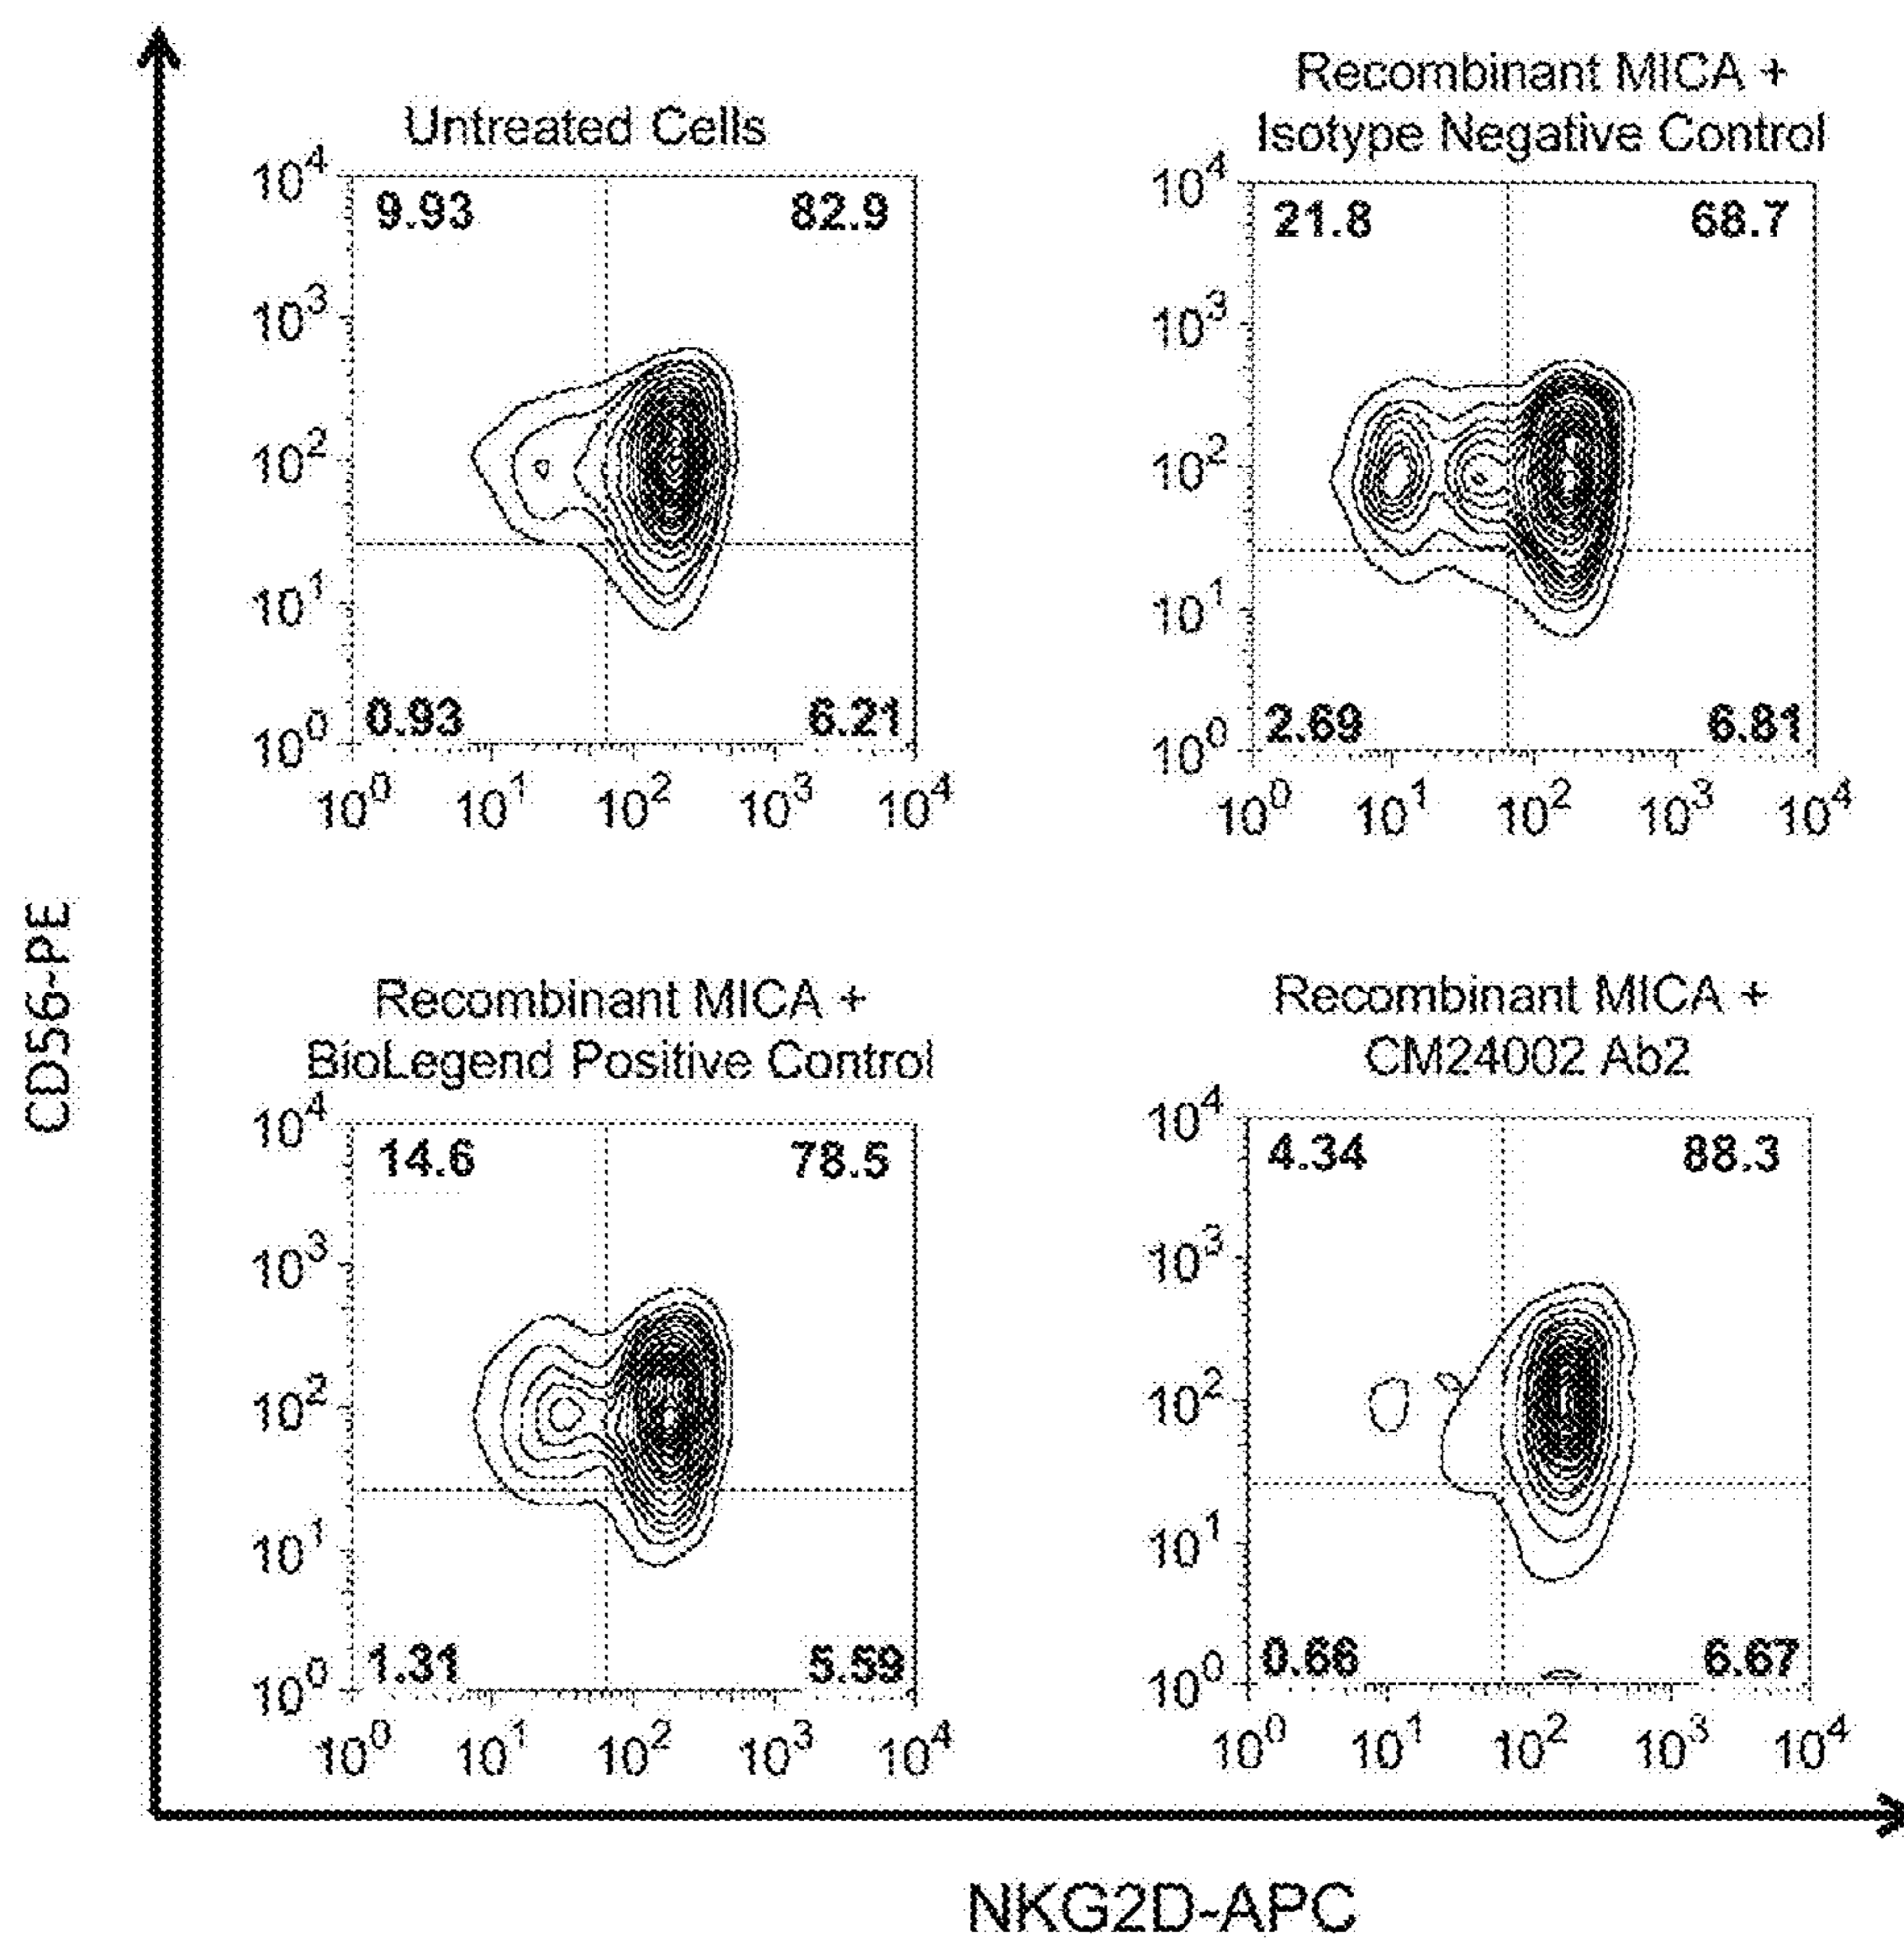 Untreated Cells
10^4
9.93 82.9
10^3
10^2
10^1
10^0
0.93 6.21
10^0 10^1 10^2 10^3 10^4
Recombinant MICA +
Isotype Negative Control
10^4
21.8 68.7
10^3
10^2
10^1
10^0
2.69 6.81
10^0 10^1 10^2 10^3 10^4
CD56-PE
Recombinant MICA +
BioLegend Positive Control
10^4
14.6 78.5
10^3
10^2
10^1
10^0
1.31 5.59
10^0 10^1 10^2 10^3 10^4
Recombinant MICA +
CM24002 Ab2
10^4
4.34 88.3
10^3
10^2
10^1
10^0
0.66 6.67
10^0 10^1 10^2 10^3 10^4
NKG2D-APC